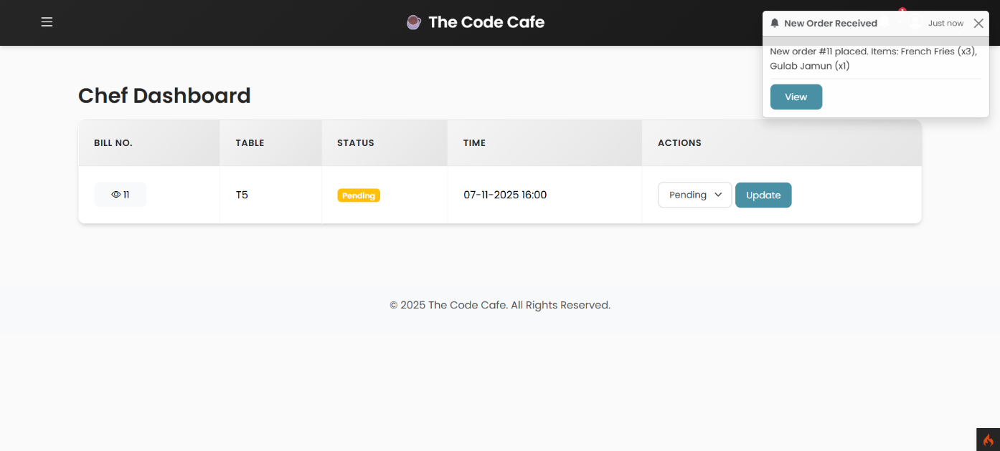 The Code Cafe
New Order Received
Just now
New order #11 placed. Items: French Fries (x3),
Gulab Jamun (x1)
View
Chef Dashboard
BILL NO. TABLE STATUS TIME ACTIONS
11 T5 Pending 07-11-2025 16:00 Pending Update
© 2025 The Code Cafe. All Rights Reserved.